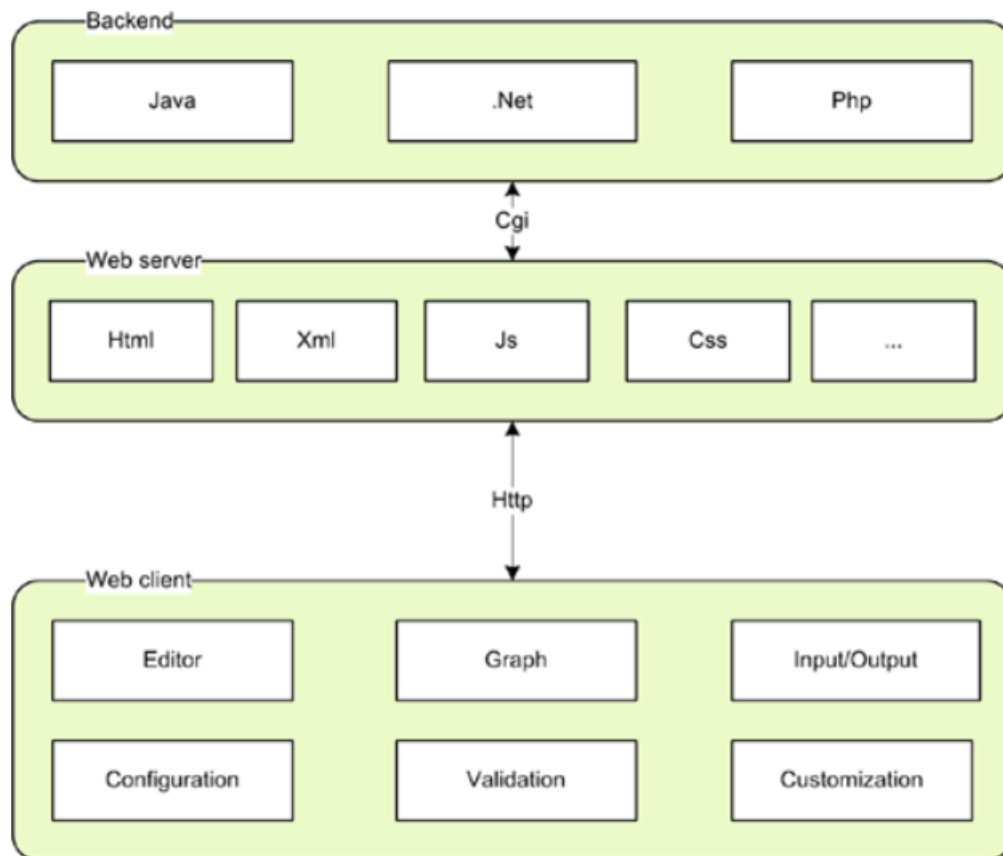 Backend
Java .Net Php
Cgi
Web server
Html Xml Js Css ...
Http
Web client
Editor Graph Input/Output
Configuration Validation Customization